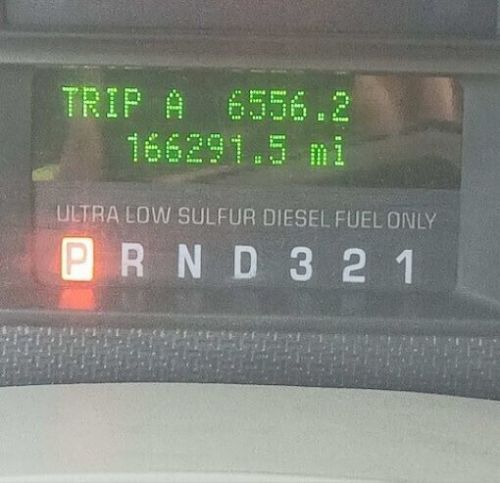 TRIP A 6556.2
166291.5 mi
ULTRA LOW SULFUR DIESEL FUEL ONLY
P R N D 3 2 1